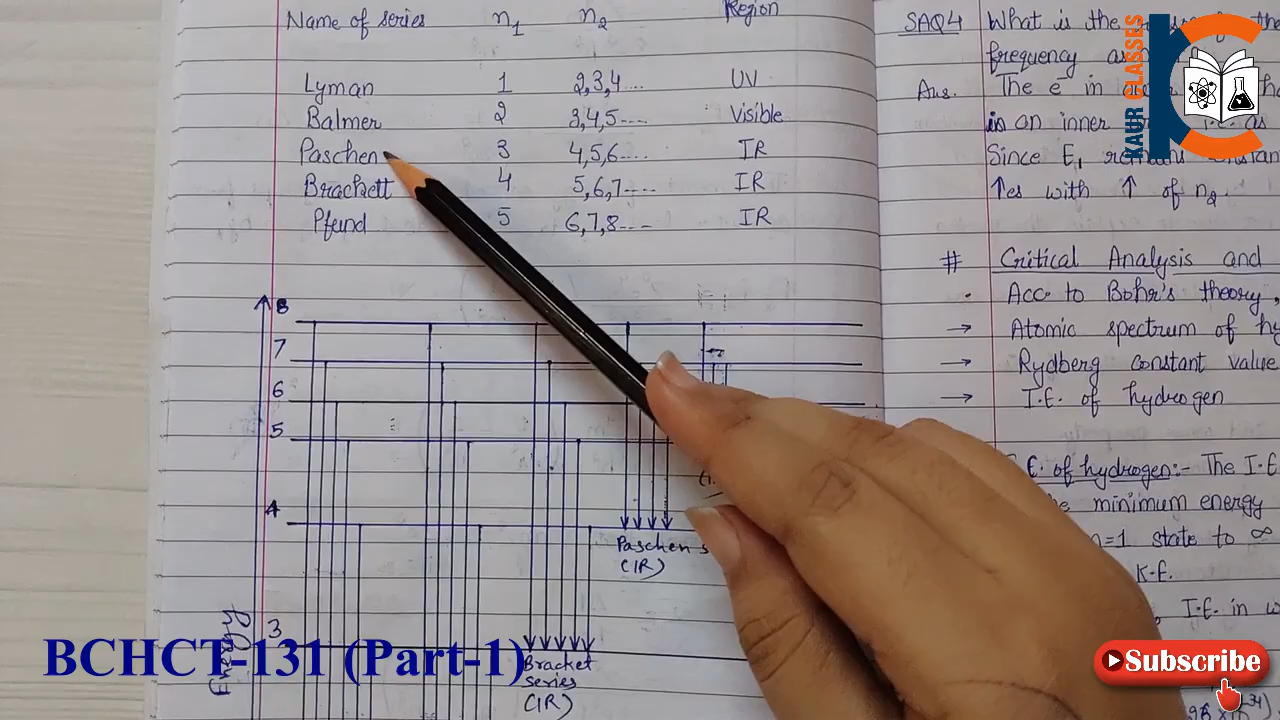 Name of series n1 n2 Region
Lyman 1 2,3,4.... UV
Balmer 2 3,4,5---- Visible
Paschen 3 4,5,6---- IR
Brackett 4 5,6,7---- IR
Pfund 5 6,7,8---- IR
8
7
6
5
4
3
Paschen s
(IR)
Bracket
series
(IR)
Energy
SAQ4 What is the
frequency as
Ans. The e⁻ in
is an inner
Since E1
↑es with ↑ of n2
# Critical Analysis and
. Acc. to Bohr's theory,
→ Atomic spectrum of
→ Rydberg constant value
→ I.E. of hydrogen
E. of hydrogen:- The I.E
minimum energy
n=1 state to ∞
K.E.
I.E. in
KAUR CLASSES
BCHCT-131 (Part-1)
Subscribe